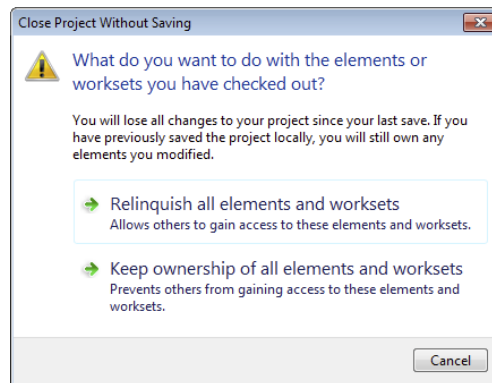 Close Project Without Saving
What do you want to do with the elements or
worksets you have checked out?
You will lose all changes to your project since your last save. If you
have previously saved the project locally, you will still own any
elements you modified.
Relinquish all elements and worksets
Allows others to gain access to these elements and worksets.
Keep ownership of all elements and worksets
Prevents others from gaining access to these elements and
worksets.
Cancel